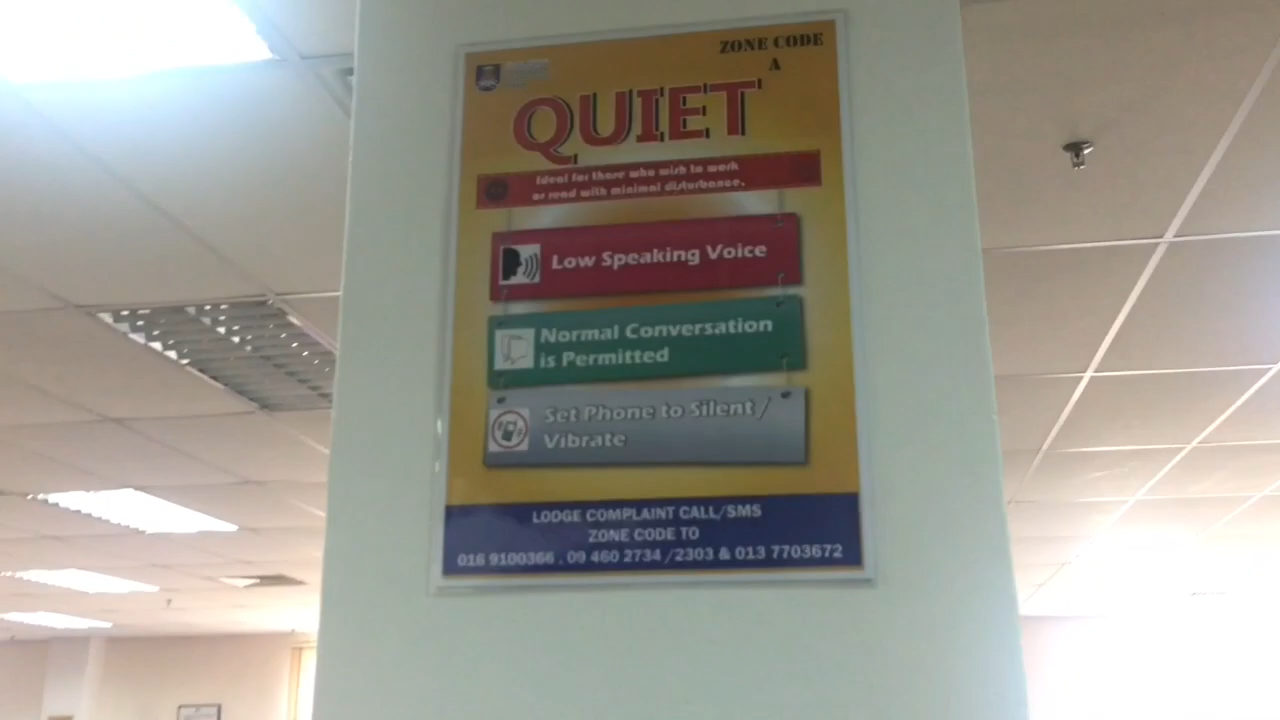 ZONE CODE
A
QUIET
Ideal for those who wish to work
or read with minimal disturbance.
Low Speaking Voice
Normal Conversation
is Permitted
Set Phone to Silent /
Vibrate
LODGE COMPLAINT CALL/SMS
ZONE CODE TO
016 9100366 , 09 460 2734 /2303 & 013 7703672